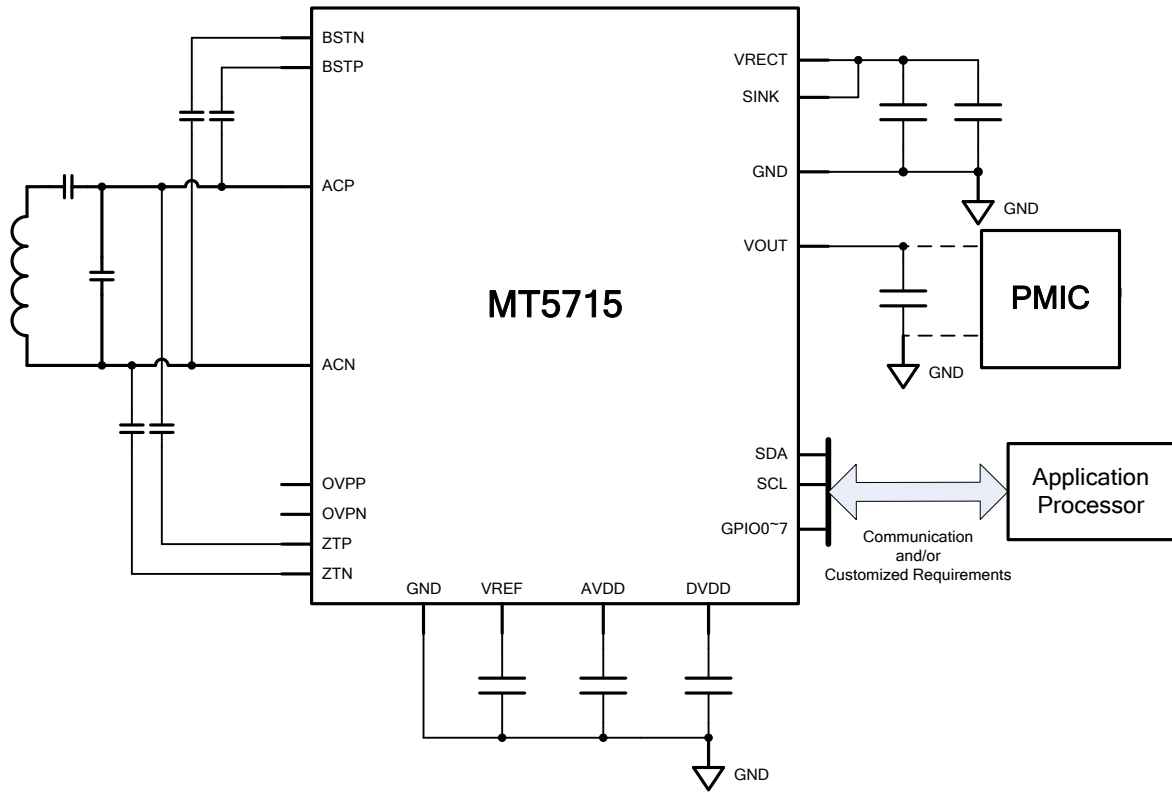 BSTN
BSTP
ACP
ACN
OVPP
OVPN
ZTP
ZTN
MT5715
VRECT
SINK
GND
VOUT
SDA
SCL
GPIO0~7
GND
VREF
AVDD
DVDD
GND
GND
PMIC
GND
Application
Processor
Communication
and/or
Customized Requirements